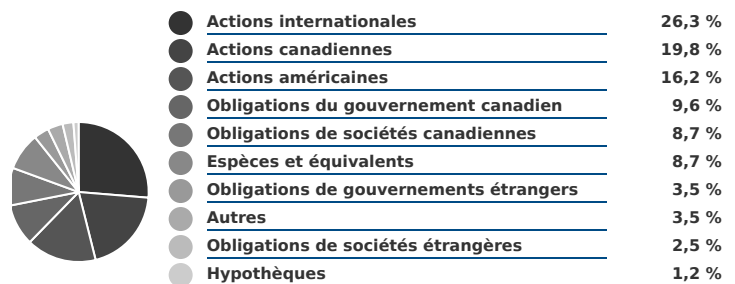 Actions internationales 26,3 %
Actions canadiennes 19,8 %
Actions américaines 16,2 %
Obligations du gouvernement canadien 9,6 %
Obligations de sociétés canadiennes 8,7 %
Espèces et équivalents 8,7 %
Obligations de gouvernements étrangers 3,5 %
Autres 3,5 %
Obligations de sociétés étrangères 2,5 %
Hypothèques 1,2 %